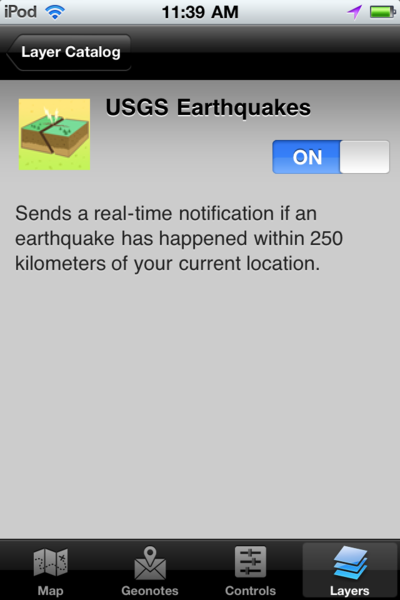 iPod 11:39 AM
Layer Catalog
USGS Earthquakes
ON
Sends a real-time notification if an
earthquake has happened within 250
kilometers of your current location.
Map Geonotes Controls Layers